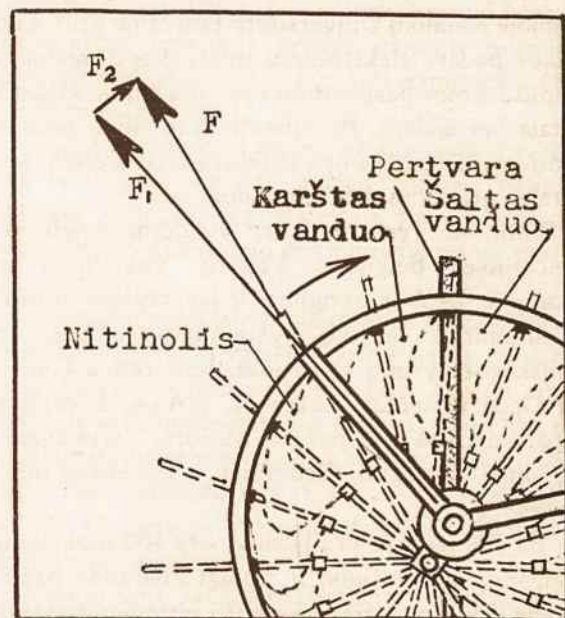 F₂
F
F₁
Pertvara
Karštas
vanduo
Šaltas
vanduo
Nitinolis